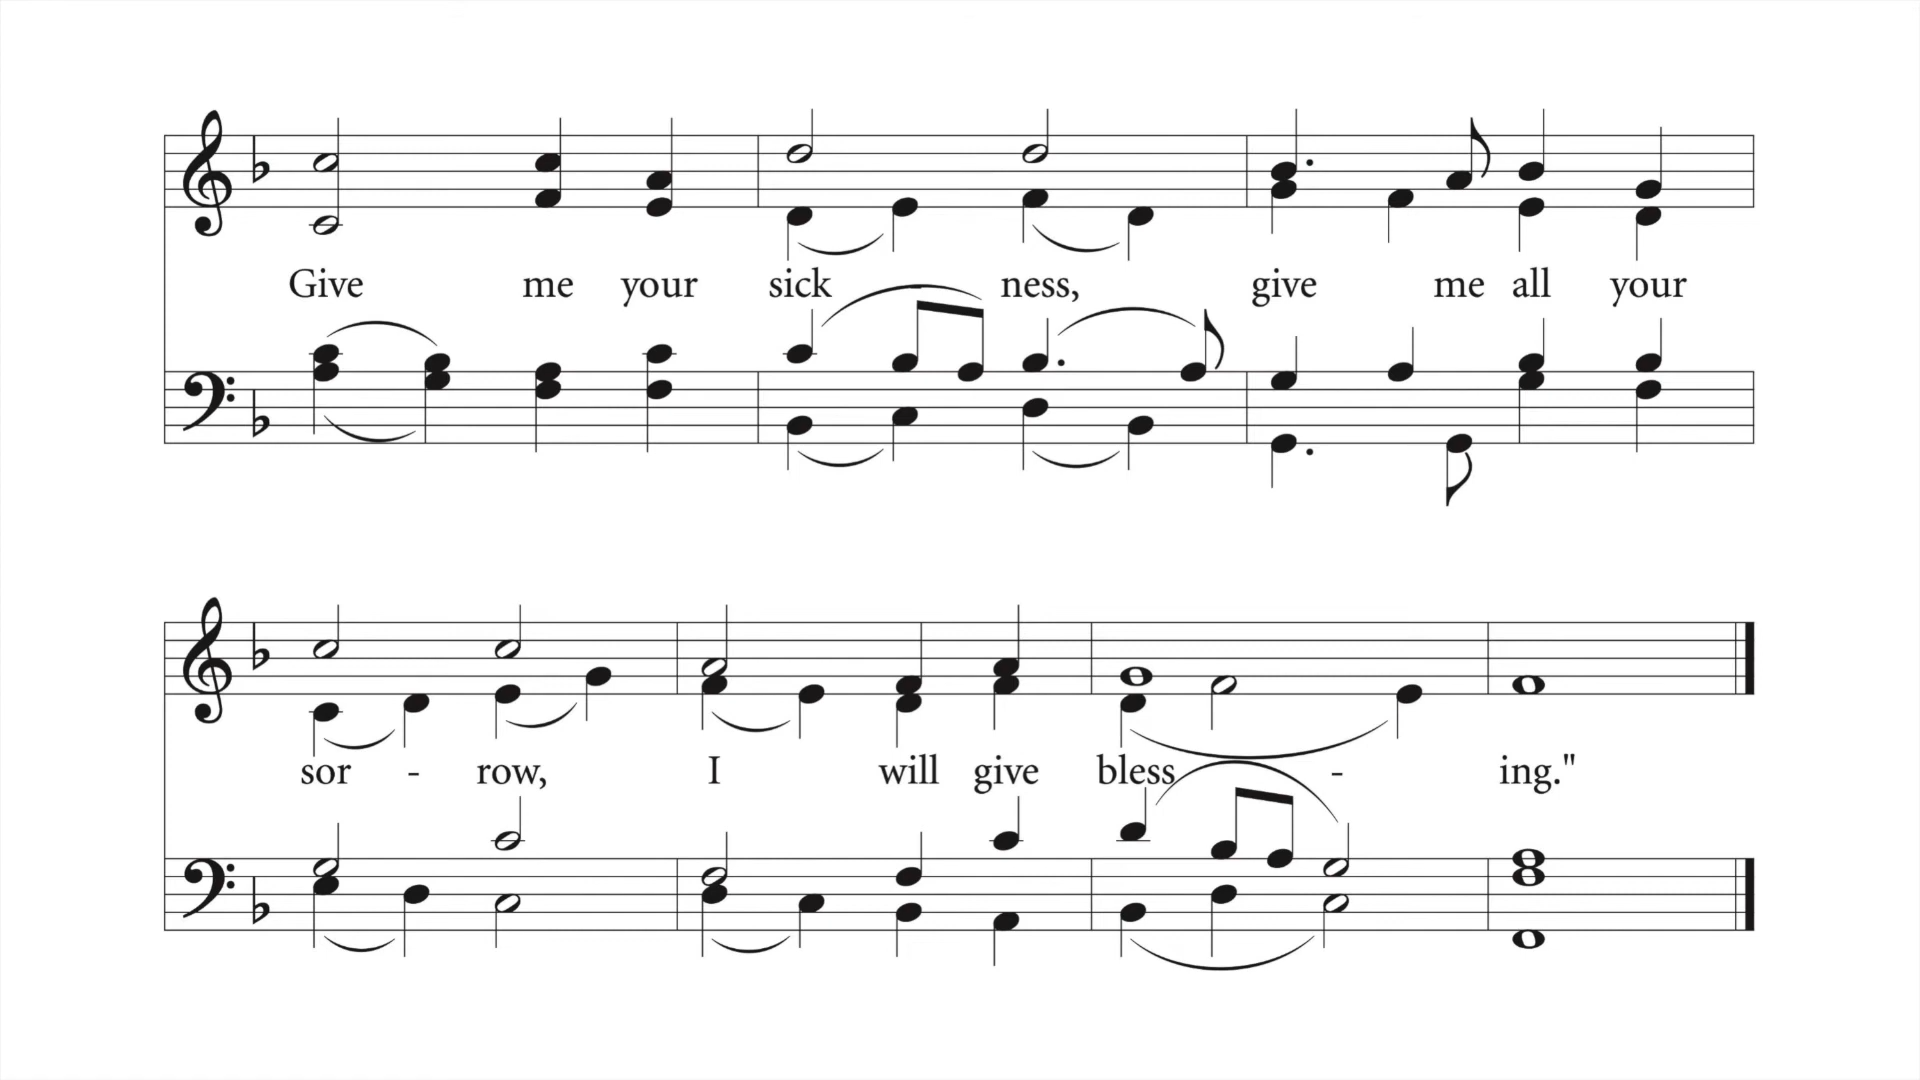 Give me your sick ness, give me all your
sor - row, I will give bless - ing."